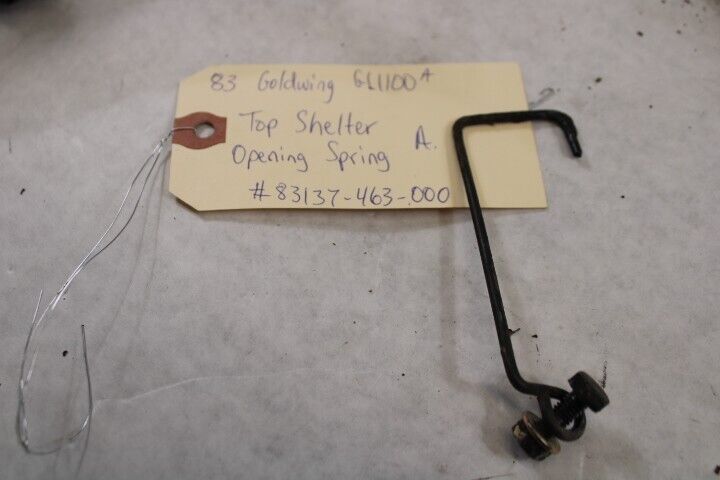 83 Goldwing GL1100A
Top Shelter A.
Opening Spring
#83137-463-000